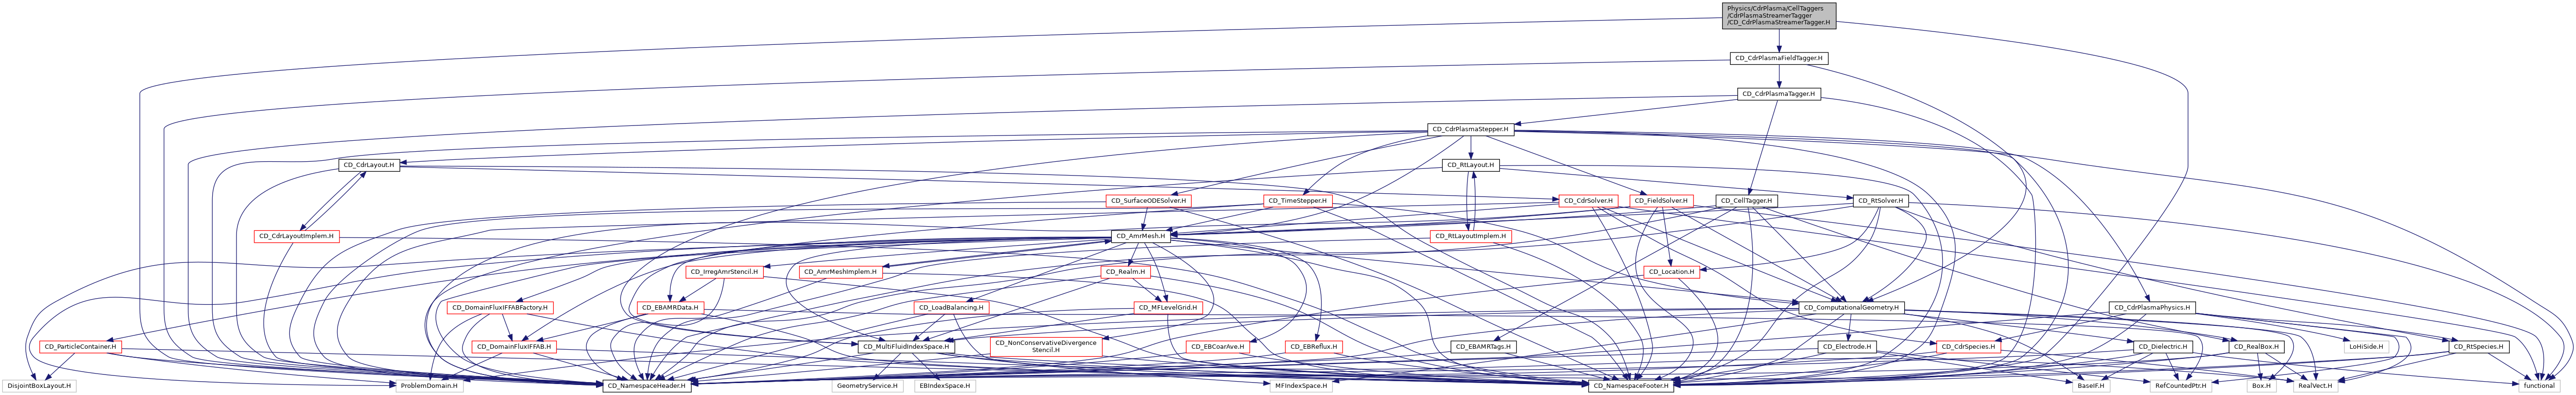 Physics/CdrPlasma/CellTaggers
/CdrPlasmaStreamerTagger
/CD_CdrPlasmaStreamerTagger.H
CD_CdrPlasmaFieldTagger.H
CD_CdrPlasmaTagger.H
CD_CdrPlasmaStepper.H
CD_CdrLayout.H
CD_RtLayout.H
CD_SurfaceODESolver.H
CD_TimeStepper.H
CD_CdrSolver.H
CD_FieldSolver.H
CD_CellTagger.H
CD_RtSolver.H
CD_CdrLayoutImplem.H
CD_AmrMesh.H
CD_RtLayoutImplem.H
CD_IrregAmrStencil.H
CD_AmrMeshImplem.H
CD_Realm.H
CD_Location.H
CD_DomainFluxIFFABFactory.H
CD_EBAMRData.H
CD_LoadBalancing.H
CD_MFLevelGrid.H
CD_ComputationalGeometry.H
CD_CdrPlasmaPhysics.H
CD_ParticleContainer.H
CD_DomainFluxIFFAB.H
CD_MultiFluidIndexSpace.H
CD_NonConservativeDivergence
Stencil.H
CD_EBCoarAve.H
CD_EBReflux.H
CD_EBAMRTags.H
CD_Electrode.H
CD_CdrSpecies.H
CD_Dielectric.H
CD_RealBox.H
LoHiSide.H
CD_RtSpecies.H
DisjointBoxLayout.H
ProblemDomain.H
CD_NamespaceHeader.H
GeometryService.H
EBIndexSpace.H
MFIndexSpace.H
CD_NamespaceFooter.H
BaseIF.H
RefCountedPtr.H
Box.H
RealVect.H
functional